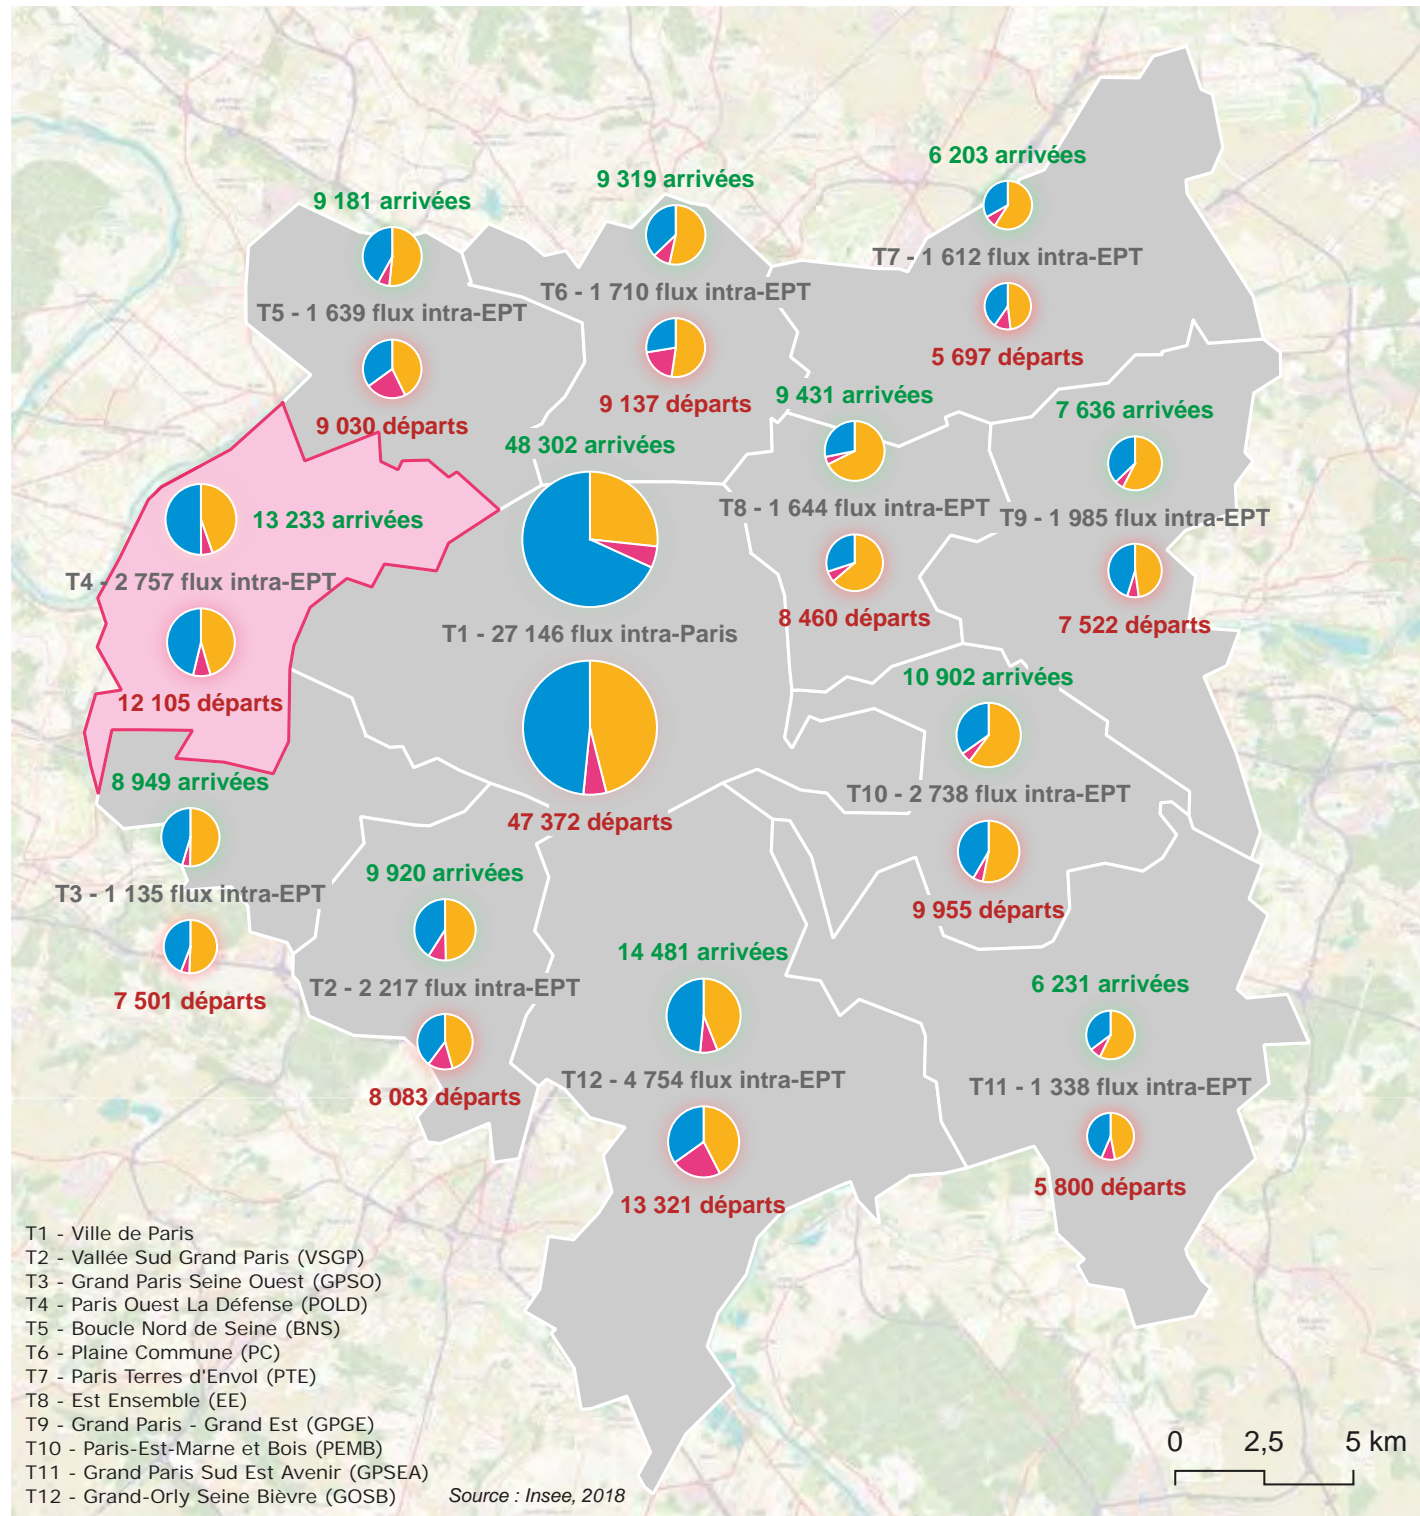 6 203 arrivées
9 319 arrivées
9 181 arrivées
T7 - 1 612 flux intra-EPT
T6 - 1 710 flux intra-EPT
T5 - 1 639 flux intra-EPT
5 697 départs
9 431 arrivées
9 137 départs
7 636 arrivées
9 030 départs
48 302 arrivées
13 233 arrivées
T8 - 1 644 flux intra-EPT
T9 - 1 985 flux intra-EPT
T4 - 2 757 flux intra-EPT
8 460 départs
7 522 départs
T1 - 27 146 flux intra-Paris
10 902 arrivées
12 105 départs
8 949 arrivées
T10 - 2 738 flux intra-EPT
47 372 départs
9 920 arrivées
T3 - 1 135 flux intra-EPT
9 955 départs
14 481 arrivées
6 231 arrivées
T2 - 2 217 flux intra-EPT
7 501 départs
T12 - 4 754 flux intra-EPT
T11 - 1 338 flux intra-EPT
8 083 départs
5 800 départs
13 321 départs
T1 - Ville de Paris
T2 - Vallée Sud Grand Paris (VSGP)
T3 - Grand Paris Seine Ouest (GPSO)
T4 - Paris Ouest La Défense (POLD)
T5 - Boucle Nord de Seine (BNS)
T6 - Plaine Commune (PC)
T7 - Paris Terres d'Envol (PTE)
T8 - Est Ensemble (EE)
T9 - Grand Paris - Grand Est (GPGE)
T10 - Paris-Est-Marne et Bois (PEMB)
T11 - Grand Paris Sud Est Avenir (GPSEA)
T12 - Grand-Orly Seine Bièvre (GOSB)
Source : Insee, 2018
0 2,5 5 km